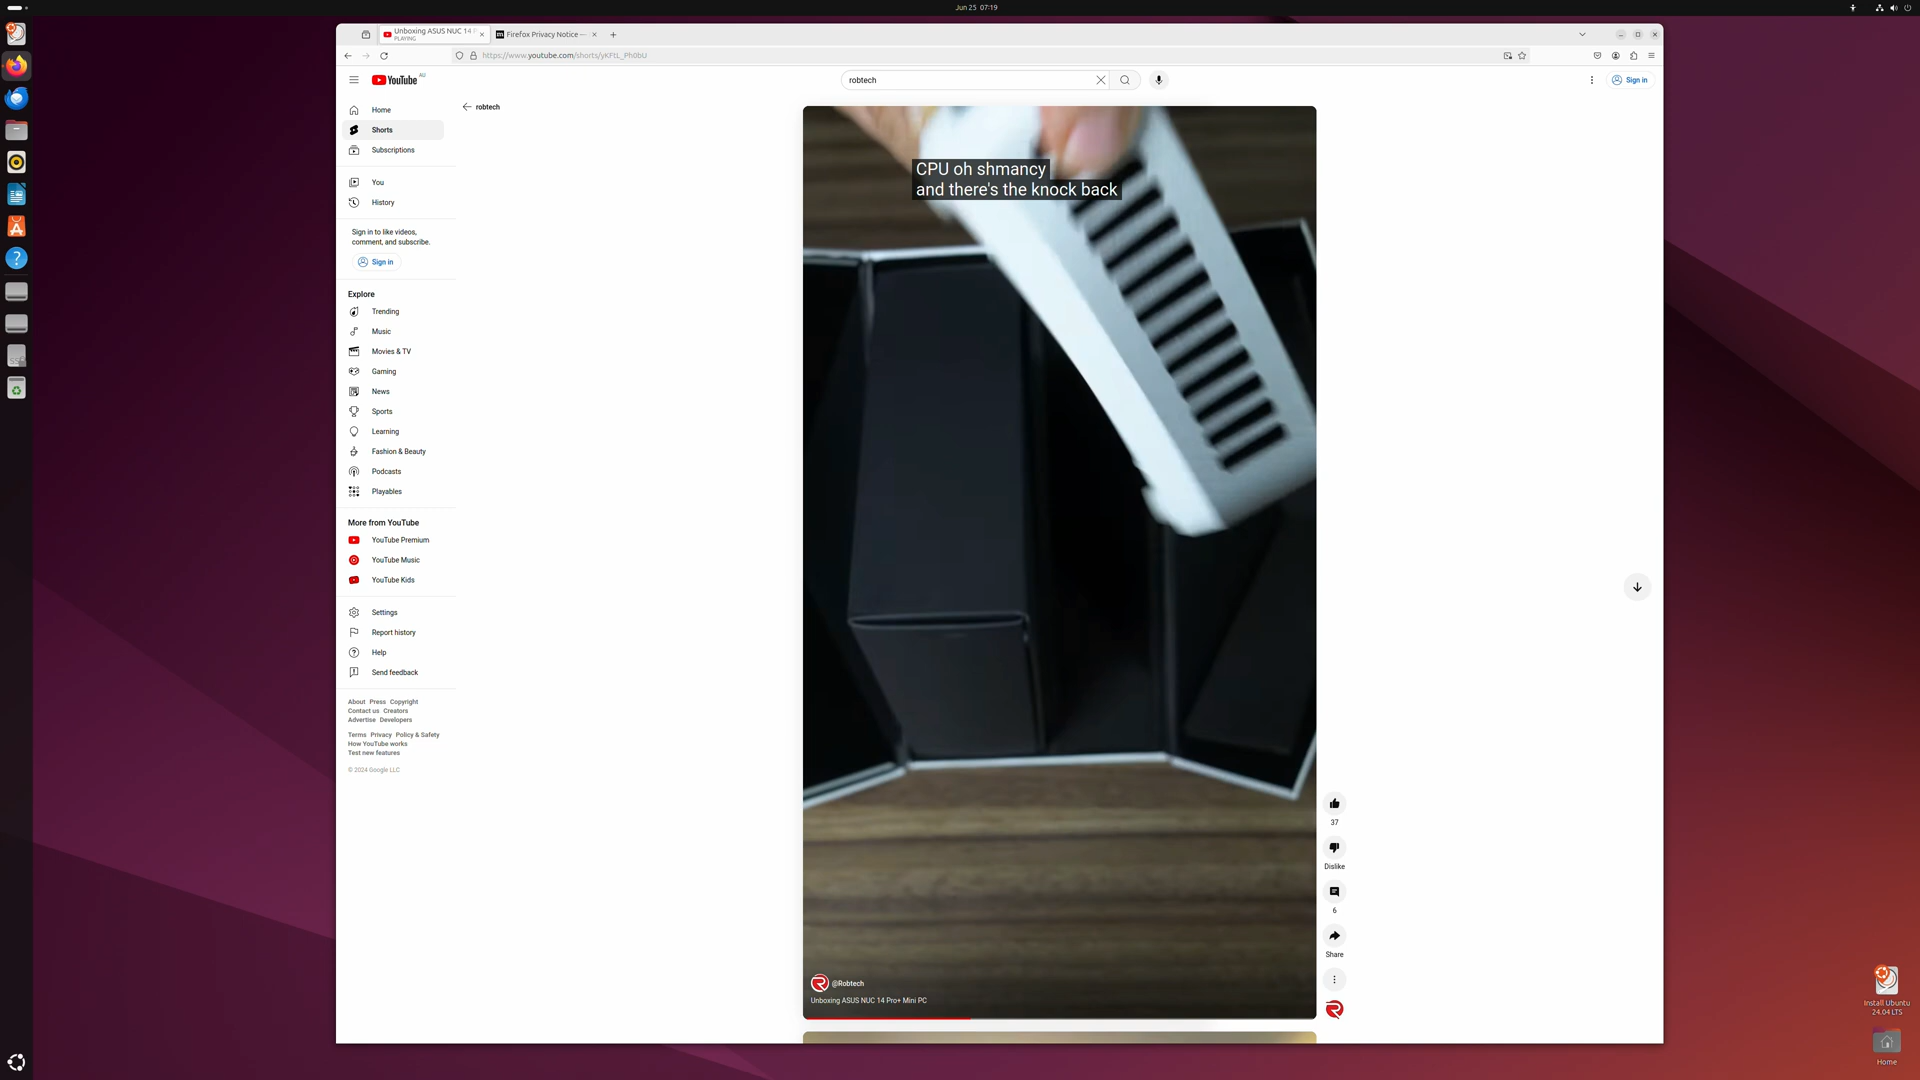 Jun 25 07:19
Unboxing ASUS NUC 14 P
PLAYING
Firefox Privacy Notice —
https://www.youtube.com/shorts/yKFtL_Ph0bU
YouTube AU
robtech
Sign in
Home
Shorts
Subscriptions
You
History
Sign in to like videos,
comment, and subscribe.
Sign in
Explore
Trending
Music
Movies & TV
Gaming
News
Sports
Learning
Fashion & Beauty
Podcasts
Playables
More from YouTube
YouTube Premium
YouTube Music
YouTube Kids
Settings
Report history
Help
Send feedback
About Press Copyright
Contact us Creators
Advertise Developers
Terms Privacy Policy & Safety
How YouTube works
Test new features
© 2024 Google LLC
robtech
CPU oh shmancy
and there's the knock back
@Robtech
Unboxing ASUS NUC 14 Pro+ Mini PC
37
Dislike
6
Share
Install Ubuntu
24.04 LTS
Home